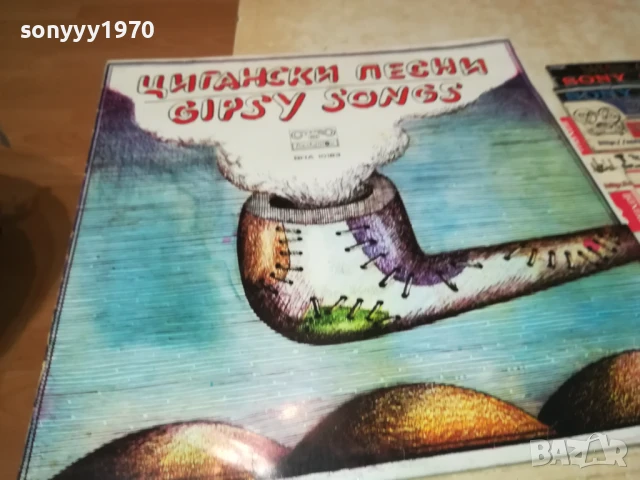 sonyyy1970
ЦИГАНСКИ ПЕСНИ
GIPSY SONGS
SONY
BAZAR